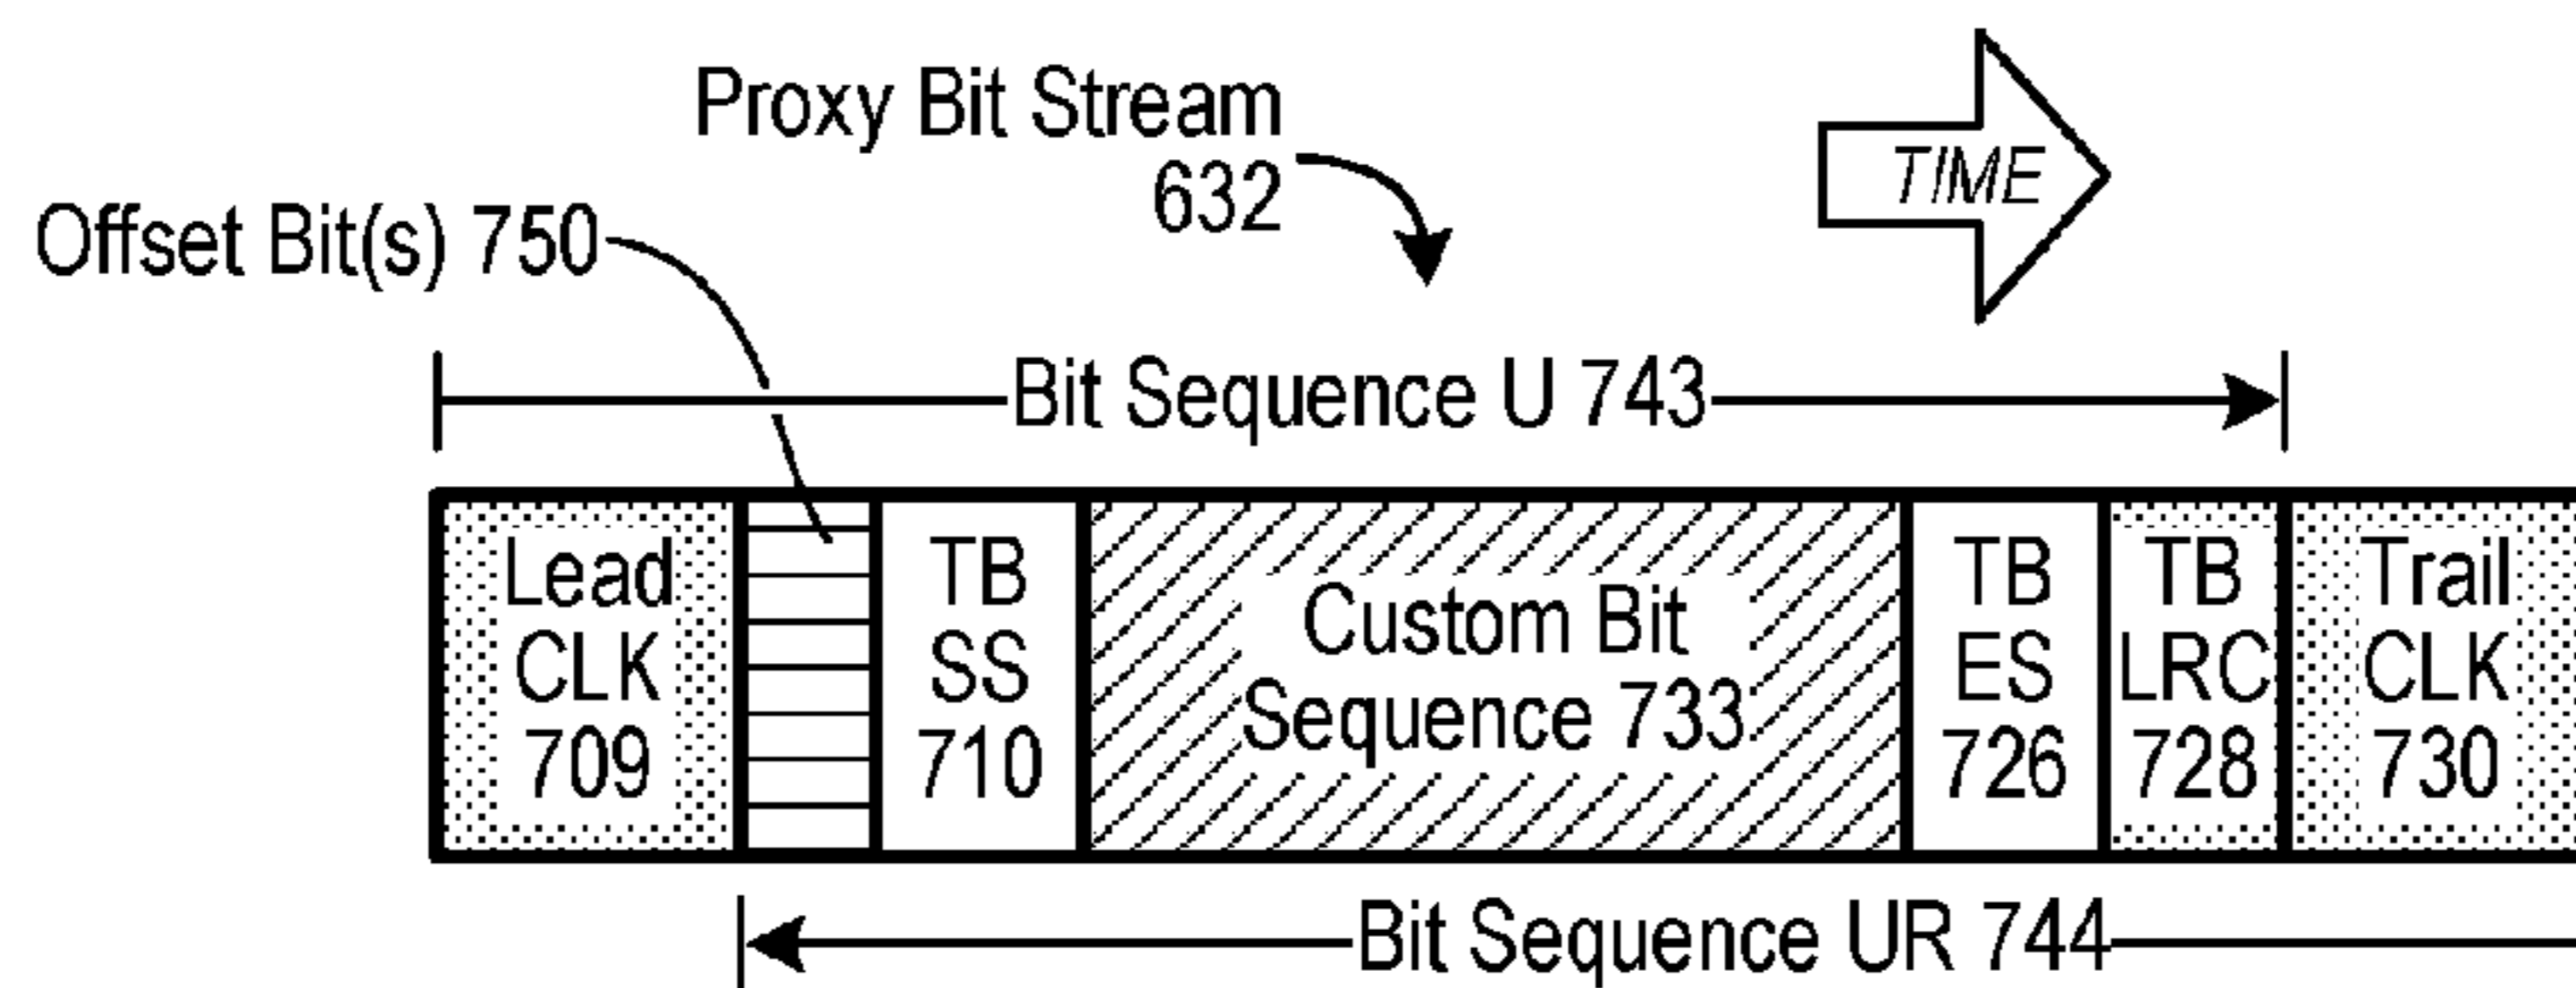 Proxy Bit Stream
632
TIME
Offset Bit(s) 750
Bit Sequence U 743
Lead
CLK
709
TB
SS
710
Custom Bit
Sequence 733
TB
ES
726
TB
LRC
728
Trail
CLK
730
Bit Sequence UR 744